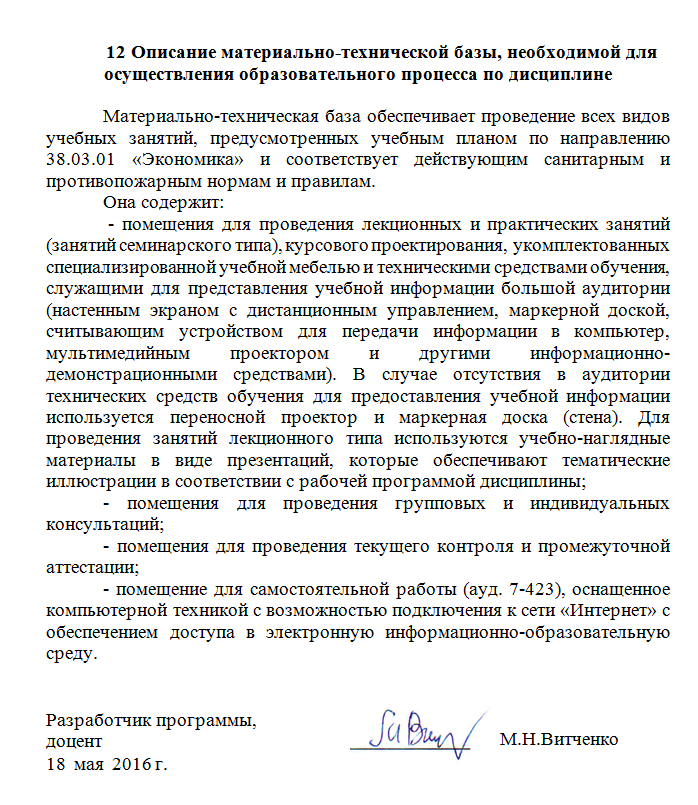 12 Описание материально-технической базы, необходимой для
осуществления образовательного процесса по дисциплине
Материально-техническая база обеспечивает проведение всех видов
учебных занятий, предусмотренных учебным планом по направлению
38.03.01 «Экономика» и соответствует действующим санитарным и
противопожарным нормам и правилам.
Она содержит:
- помещения для проведения лекционных и практических занятий
(занятий семинарского типа), курсового проектирования, укомплектованных
специализированной учебной мебелью и техническими средствами обучения,
служащими для представления учебной информации большой аудитории
(настенным экраном с дистанционным управлением, маркерной доской,
считывающим устройством для передачи информации в компьютер,
мультимедийным проектором и другими информационно-
демонстрационными средствами). В случае отсутствия в аудитории
технических средств обучения для предоставления учебной информации
используется переносной проектор и маркерная доска (стена). Для
проведения занятий лекционного типа используются учебно-наглядные
материалы в виде презентаций, которые обеспечивают тематические
иллюстрации в соответствии с рабочей программой дисциплины;
- помещения для проведения групповых и индивидуальных
консультаций;
- помещения для проведения текущего контроля и промежуточной
аттестации;
- помещение для самостоятельной работы (ауд. 7-423), оснащенное
компьютерной техникой с возможностью подключения к сети «Интернет» с
обеспечением доступа в электронную информационно-образовательную
среду.
Разработчик программы,
доцент
М.Н.Витченко
18 мая 2016 г.